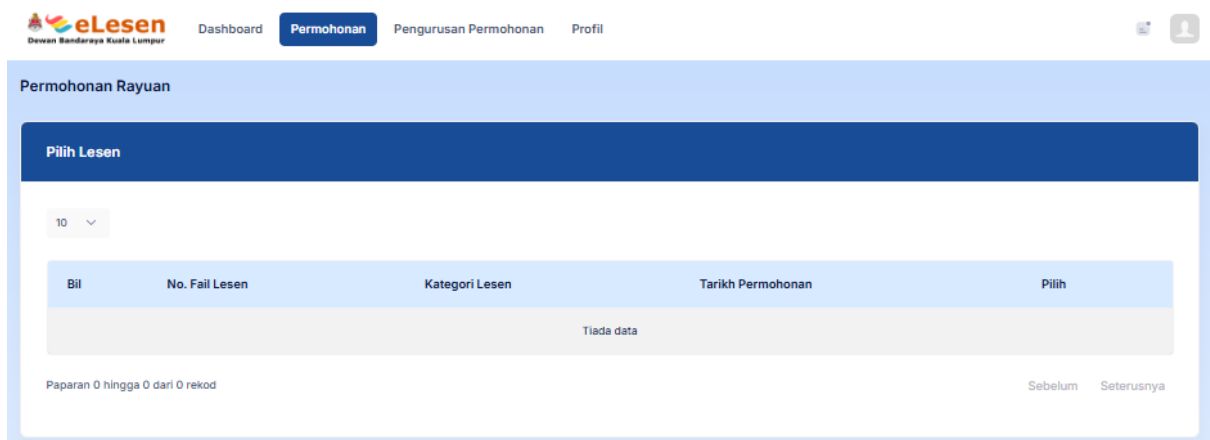 eLesen
Dewan Bandaraya Kuala Lumpur
Dashboard Permohonan Pengurusan Permohonan Profil
Permohonan Rayuan
Pilih Lesen
10
Bil No. Fail Lesen Kategori Lesen Tarikh Permohonan Pilih
Tiada data
Paparan 0 hingga 0 dari 0 rekod Sebelum Seterusnya